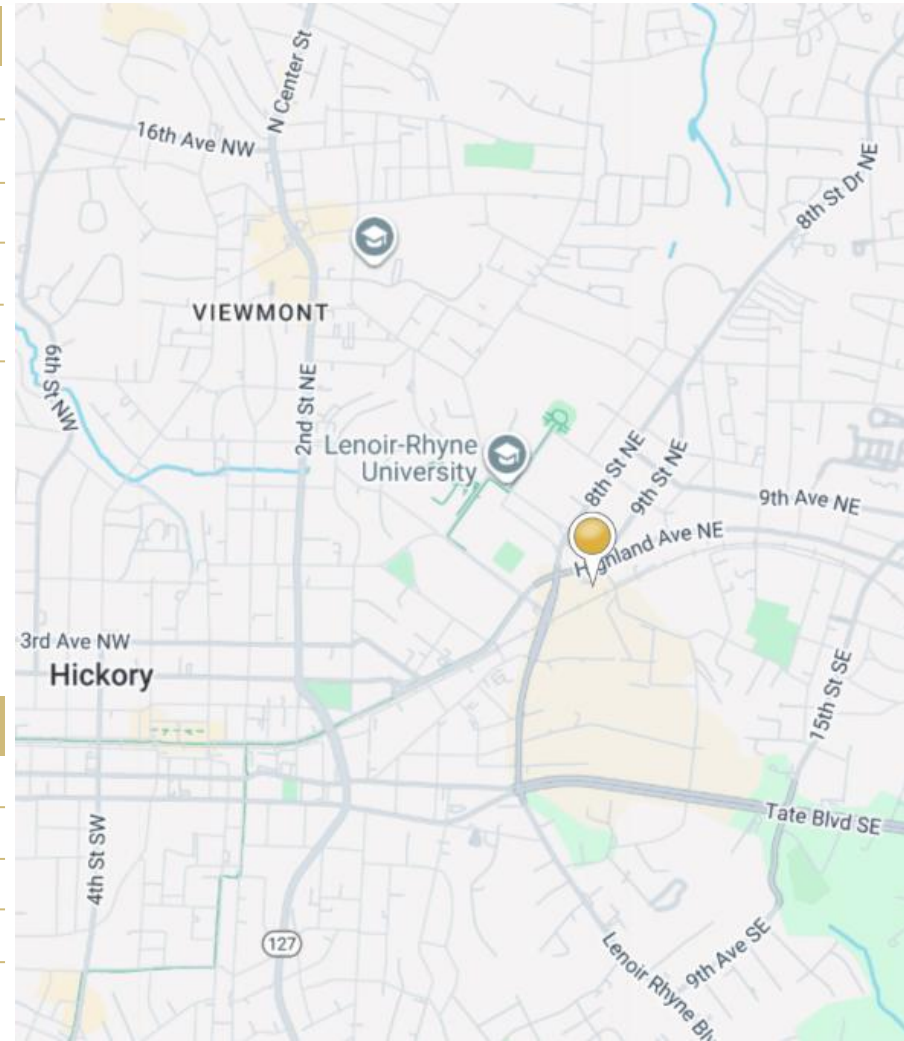 N Center St
16th Ave NW
8th St Dr NE
VIEWMONT
6th St NW
2nd St NE
Lenoir-Rhyne
University
8th St NE
9th St NE
9th Ave NE
Highland Ave NE
3rd Ave NW
Hickory
15th St SE
Tate Blvd SE
4th St SW
127
9th Ave SE
Lenoir Rhyne Blv